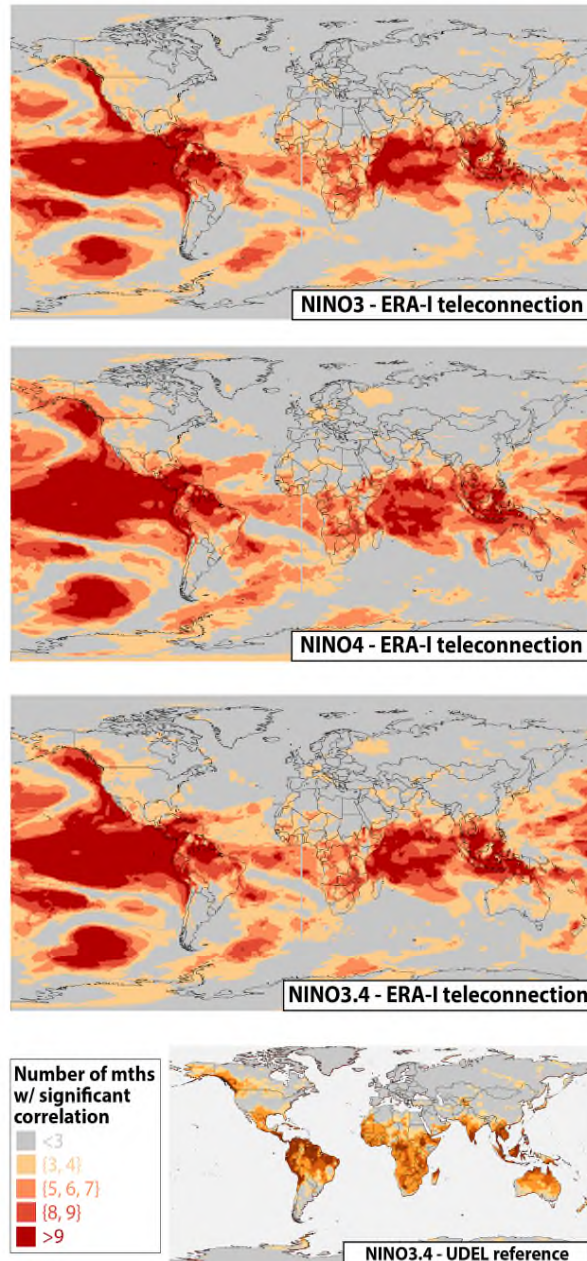 NINO3 - ERA-I teleconnection
NINO4 - ERA-I teleconnection
NINO3.4 - ERA-I teleconnection
Number of mths
w/ significant
correlation
<3
{3, 4}
{5, 6, 7}
{8, 9}
>9
NINO3.4 - UDEL reference